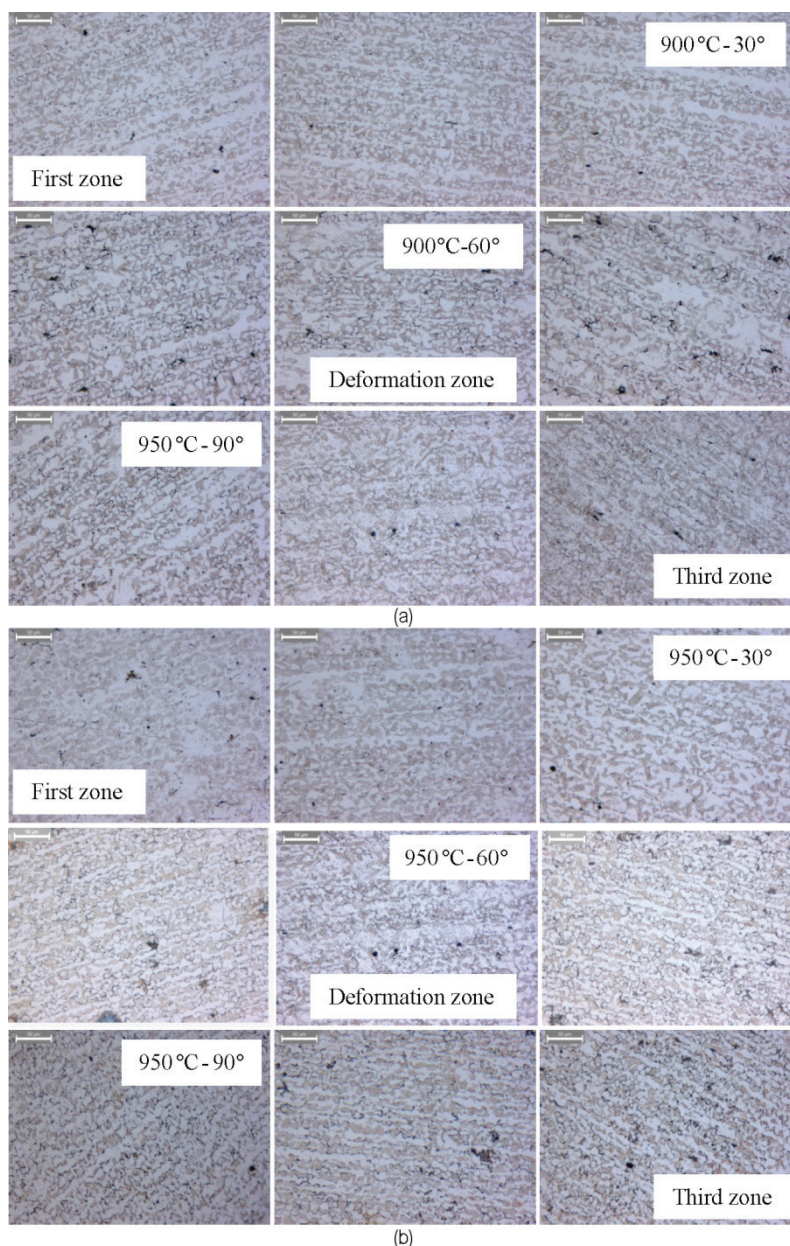 900°C-30°
First zone
900°C-60°
Deformation zone
950°C-90°
Third zone
(a)
950°C-30°
First zone
950°C-60°
Deformation zone
950°C-90°
Third zone
(b)